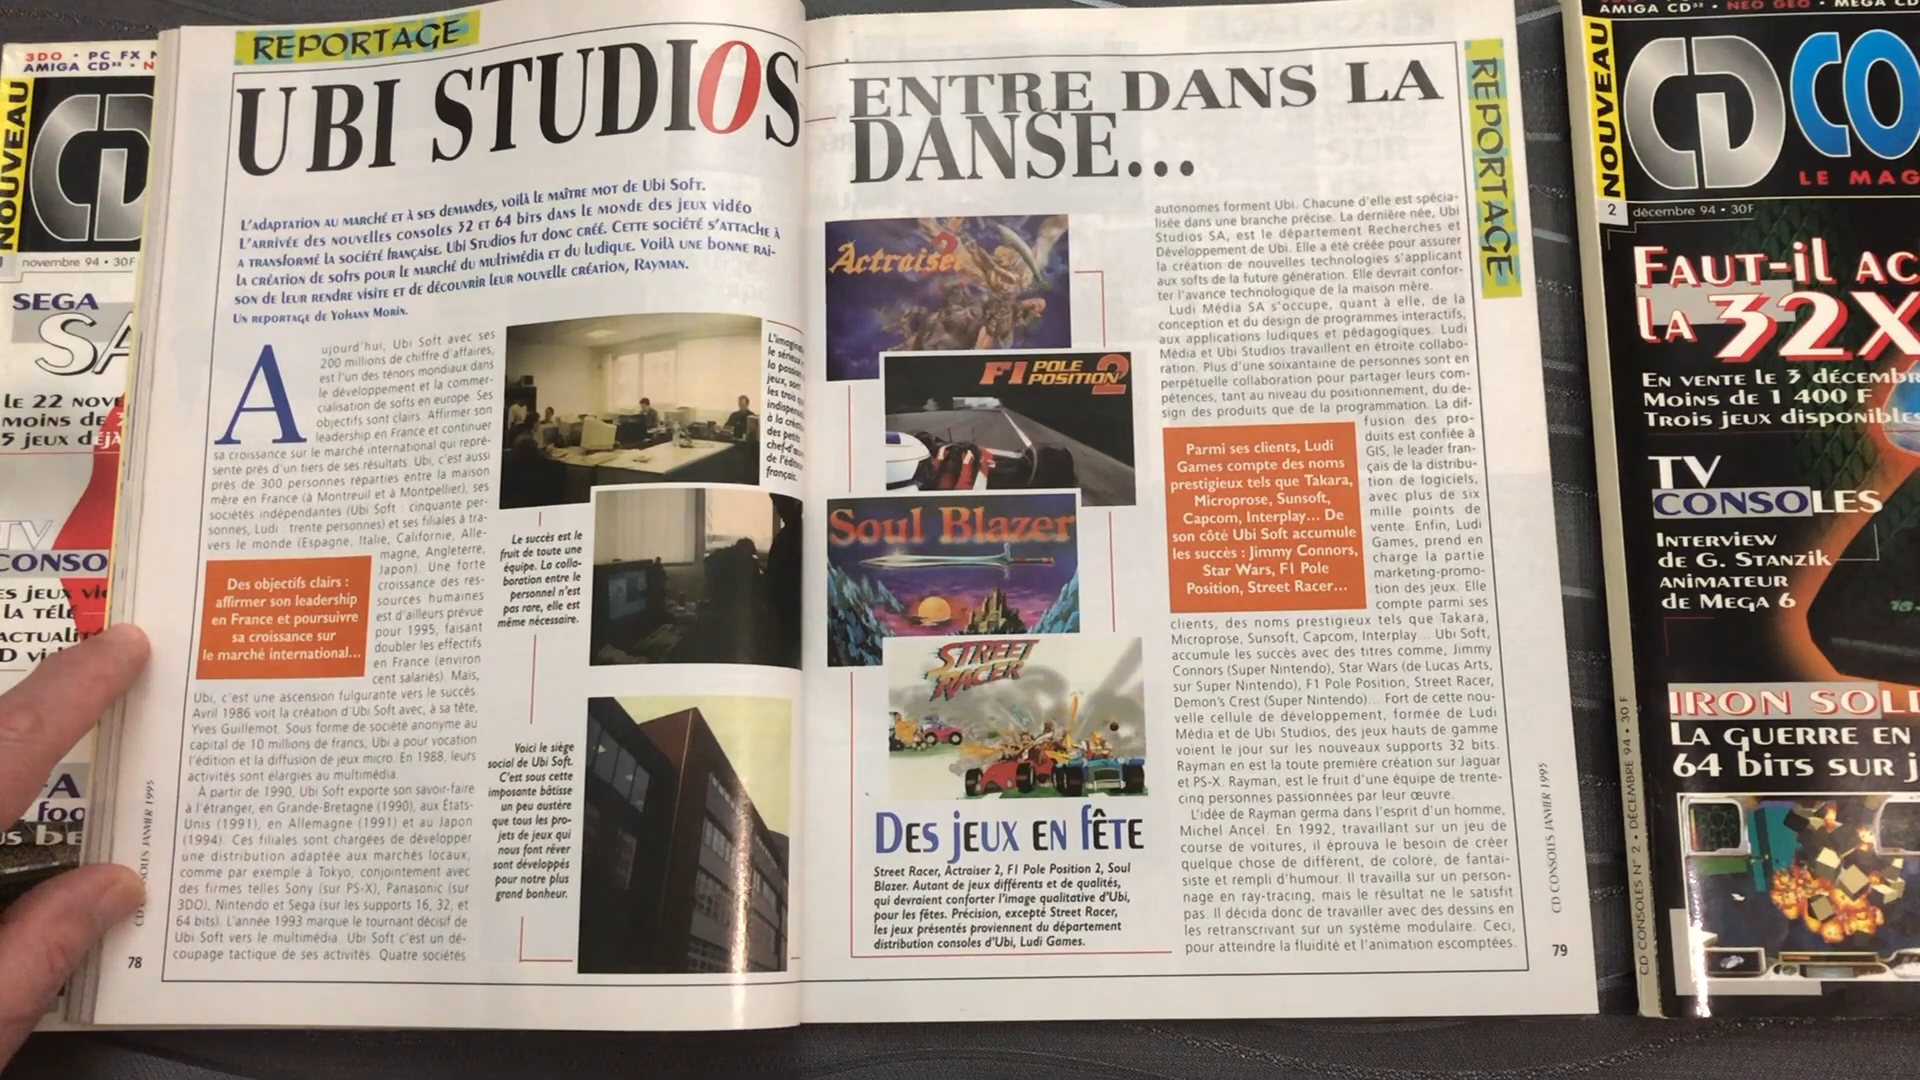 3DO • PC FX
AMIGA CD³² •
NOUVEAU
CD
novembre 94 • 30F
SEGA
SA
LE 22 NOVE
MOINS DE
5 JEUX DÉJÀ
TV
CONSO
REPORTAGE
UBI STUDIOS
L'adaptation au marché et à ses demandes, voilà le maître mot de Ubi Soft.
L'arrivée des nouvelles consoles 32 et 64 bits dans le monde des jeux vidéo
a transformé la société française. Ubi Studios fut donc créé. Cette société s'attache à
la création de softs pour le marché du multimédia et du ludique. Voilà une bonne rai-
son de leur rendre visite et de découvrir leur nouvelle création, Rayman.
Un reportage de Yohann Morin.
Aujourd'hui, Ubi Soft avec ses
200 millions de chiffre d'affaires,
est l'un des ténors mondiaux dans
le développement et la commer-
cialisation de softs en europe. Ses
objectifs sont clairs. Affirmer son
leadership en France et continuer
sa croissance sur le marché international qui repré-
sente près d'un tiers de ses résultats. Ubi, c'est aussi
près de 300 personnes réparties entre la maison
mère en France (à Montreuil et à Montpellier), ses
sociétés indépendantes (Ubi Soft : cinquante per-
sonnes, Ludi : trente personnes) et ses filiales à tra-
vers le monde (Espagne, Italie, Californie, Alle-
magne, Angleterre,
Japon). Une forte
croissance des res-
sources humaines
est d'ailleurs prévue
pour 1995, faisant
doubler les effectifs
en France (environ
cent salariés). Mais,
Des objectifs clairs :
affirmer son leadership
en France et poursuivre
sa croissance sur
le marché international...
Ubi, c'est une ascension fulgurante vers le succès.
Avril 1986 voit la création d'Ubi Soft avec, à sa tête,
Yves Guillemot. Sous forme de société anonyme au
capital de 10 millions de francs, Ubi a pour vocation
l'édition et la diffusion de jeux micro. En 1988, leurs
activités sont élargies au multimédia
À partir de 1990, Ubi Soft exporte son savoir-faire
à l'étranger, en Grande-Bretagne (1990), aux États-
Unis (1991), en Allemagne (1991) et au Japon
(1994). Ces filiales sont chargées de développer
une distribution adaptée aux marchés locaux,
comme par exemple à Tokyo, conjointement avec
des firmes telles Sony (sur PS-X), Panasonic (sur
3DO), Nintendo et Sega (sur les supports 16, 32, et
64 bits). L'année 1993 marque le tournant décisif de
Ubi Soft vers le multimédia. Ubi Soft c'est un dé-
coupage tactique de ses activités. Quatre sociétés
le sérieux
la passion
jeux, sont
les trois
à la
des petits
de l'éditeur
français.
Le succès est le
fruit de toute une
équipe. La colla-
boration entre le
personnel n'est
pas rare, elle est
même nécessaire.
Voici le siège
social de Ubi Soft.
C'est sous cette
imposante bâtisse
un peu austère
que tous les pro-
jets de jeux qui
nous font rêver
sont développés
pour notre plus
grand bonheur.
78
CONSOLES JANVIER 1995
ENTRE DANS LA
DANSE...
REPORTAGE
Actraiser 2
F1 POLE
POSITION 2
Soul Blazer
STREET
RACER
DES JEUX EN FÊTE
Street Racer, Actraiser 2, F1 Pole Position 2, Soul
Blazer. Autant de jeux différents et de qualités,
qui devraient conforter l'image qualitative d'Ubi,
pour les fêtes. Précision, excepté Street Racer,
les jeux présentés proviennent du département
distribution consoles d'Ubi, Ludi Games.
autonomes forment Ubi. Chacune d'elle est spécia-
lisée dans une branche précise. La dernière née, Ubi
Studios SA, est le département Recherches et
Développement de Ubi. Elle a été créée pour assurer
la création de nouvelles technologies s'applicant
aux softs de la future génération. Elle devrait confor-
ter l'avance technologique de la maison mère.
Ludi Média SA s'occupe, quant à elle, de la
conception et du design de programmes interactifs,
aux applications ludiques et pédagogiques. Ludi
Média et Ubi Studios travaillent en étroite collabo-
ration. Plus d'une soixantaine de personnes sont en
perpétuelle collaboration pour partager leurs com-
pétences, tant au niveau du positionnement, du de-
sign des produits que de la programmation. La dif-
fusion des pro-
duits est confiée à
GIS, le leader fran-
çais de la distribu-
tion de logiciels,
avec plus de six
mille points de
vente. Enfin, Ludi
Games, prend en
charge la partie
marketing-promo-
tion des jeux. Elle
compte parmi ses
Parmi ses clients, Ludi
Games compte des noms
prestigieux tels que Takara,
Microprose, Sunsoft,
Capcom, Interplay... De
son côté Ubi Soft accumule
les succès : Jimmy Connors,
Star Wars, F1 Pole
Position, Street Racer...
clients, des noms prestigieux tels que Takara,
Microprose, Sunsoft, Capcom, Interplay... Ubi Soft,
accumule les succès avec des titres comme, Jimmy
Connors (Super Nintendo), Star Wars (de Lucas Arts,
sur Super Nintendo), F1 Pole Position, Street Racer,
Demon's Crest (Super Nintendo)... Fort de cette nou-
velle cellule de développement, formée de Ludi
Média et de Ubi Studios, des jeux hauts de gamme
voient le jour sur les nouveaux supports 32 bits.
Rayman en est la toute première création sur Jaguar
et PS-X. Rayman, est le fruit d'une équipe de trente-
cinq personnes passionnées par leur œuvre.
L'idée de Rayman germa dans l'esprit d'un homme,
Michel Ancel. En 1992, travaillant sur un jeu de
course de voitures, il éprouva le besoin de créer
quelque chose de différent, de coloré, de fantai-
siste et rempli d'humour. Il travailla sur un person-
nage en ray-tracing, mais le résultat ne le satisfit
pas. Il décida donc de travailler avec des dessins en
les retranscrivant sur un système modulaire. Ceci,
pour atteindre la fluidité et l'animation escomptées.
CD CONSOLES JANVIER 1995
79
AMIGA CD³² • NEO GEO • MEGA CD
NOUVEAU
CD CO
LE MAG
2 décembre 94 • 30F
FAUT-IL AC
LA 32X
EN VENTE LE 3 DÉCEMBR
MOINS DE 1 400 F
TROIS JEUX DISPONIBLES
TV
CONSOLES
INTERVIEW
DE G. STANZIK
ANIMATEUR
DE MEGA 6
IRON SOL
LA GUERRE EN
64 BITS SUR J
CD CONSOLES N° 2 • DÉCEMBRE 94 • 30 F